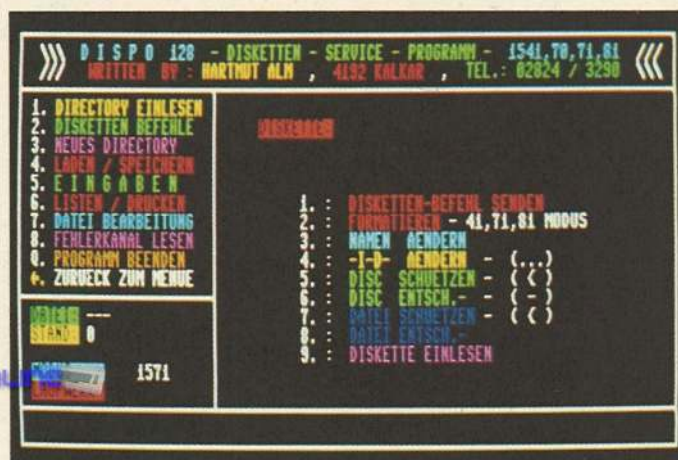 ))) D I S P O 128 - DISKETTEN - SERVICE - PROGRAMM - 1541,70,71,81 (((
WRITTEN BY : HARTMUT ALM , 4192 KALKAR , TEL.: 02824 / 3290
1. DIRECTORY EINLESEN
2. DISKETTEN BEFEHLE
3. NEUES DIRECTORY
4. LADEN / SPEICHERN
5. E I N G A B E N
6. LISTEN / DRUCKEN
7. DATEI BEARBEITUNG
8. FEHLERKANAL LESEN
Q. PROGRAMM BEENDEN
←. ZURUECK ZUM MENUE
DATEI: ---
STAND: 0
1571
DISKETTE:
1. : DISKETTEN-BEFEHL SENDEN
2. : FORMATIEREN - 41,71,81 MODUS
3. : NAMEN AENDERN
4. : -I-D- AENDERN - (...)
5. : DISC SCHUETZEN - ( < )
6. : DISC ENTSCH.- - ( - )
7. : DATEI SCHUETZEN - ( < )
8. : DATEI ENTSCH.-
9. : DISKETTE EINLESEN